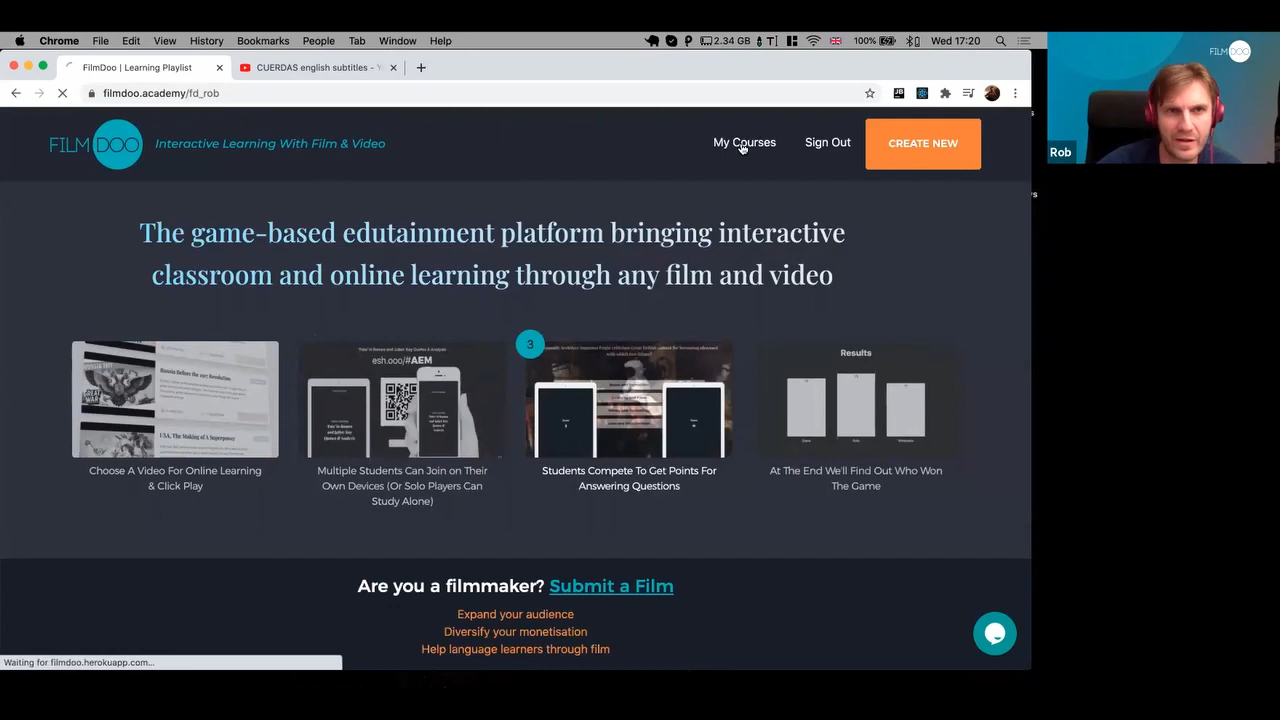 Chrome File Edit View History Bookmarks People Tab Window Help
2.34 GB
100%
Wed 17:20
FILMDOO
FilmDoo | Learning Playlist
CUERDAS english subtitles -
filmdoo.academy/fd_rob
FILMDOO
Interactive Learning With Film & Video
My Courses
Sign Out
CREATE NEW
Rob
The game-based edutainment platform bringing interactive
classroom and online learning through any film and video
3
esh.ooo/#AEM
Results
Choose A Video For Online Learning
& Click Play
Multiple Students Can Join on Their
Own Devices (Or Solo Players Can
Study Alone)
Students Compete To Get Points For
Answering Questions
At The End We'll Find Out Who Won
The Game
Are you a filmmaker? Submit a Film
Expand your audience
Diversify your monetisation
Help language learners through film
Waiting for filmdoo.herokuapp.com...